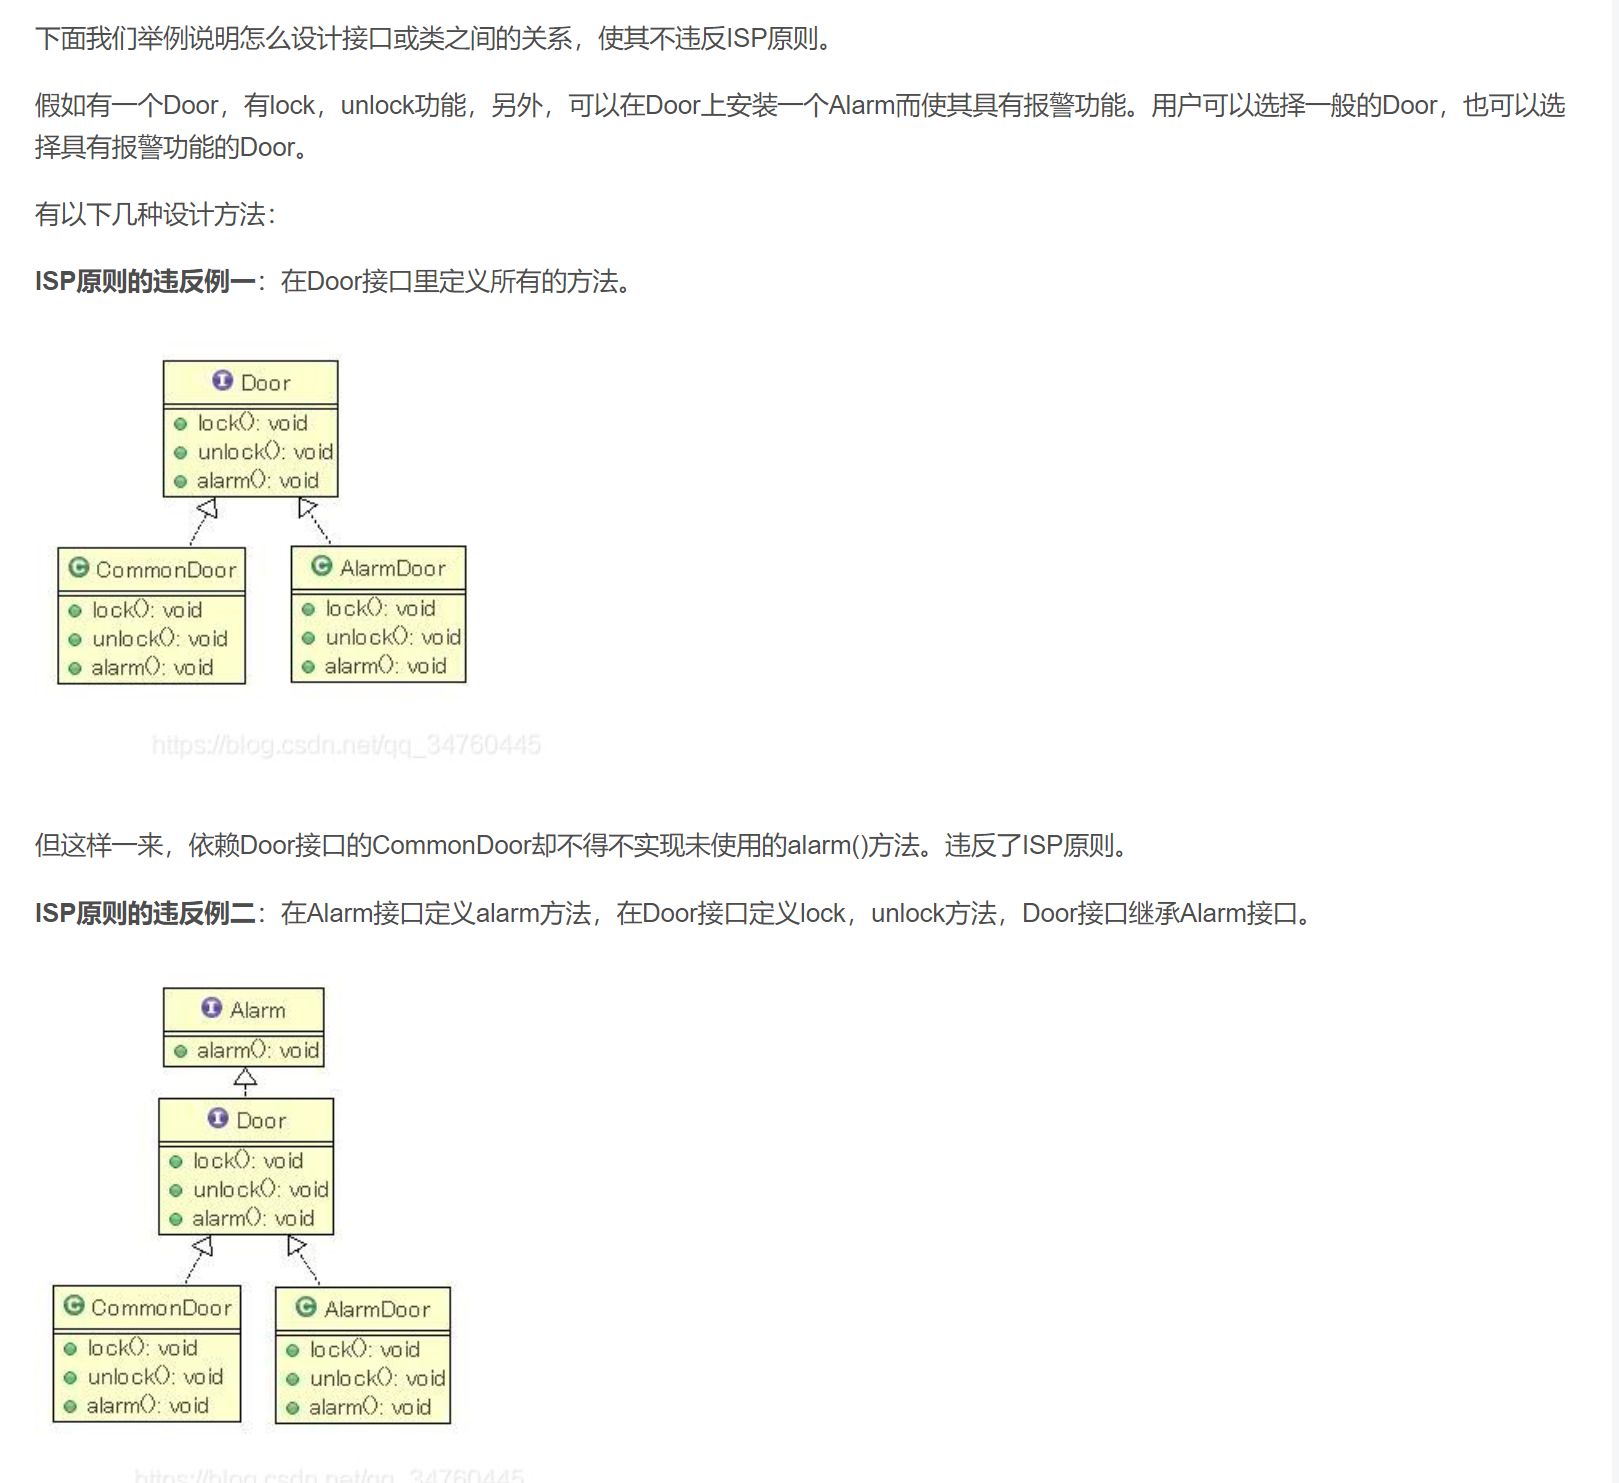 下面我们举例说明怎么设计接口或类之间的关系，使其不违反ISP原则。
假如有一个Door，有lock，unlock功能，另外，可以在Door上安装一个Alarm而使其具有报警功能。用户可以选择一般的Door，也可以选
择具有报警功能的Door。
有以下几种设计方法：
ISP原则的违反例一：在Door接口里定义所有的方法。
Door
lock(): void
unlock(): void
alarm(): void
CommonDoor
lock(): void
unlock(): void
alarm(): void
AlarmDoor
lock(): void
unlock(): void
alarm(): void
https://blog.csdn.net/qq_34760445
但这样一来，依赖Door接口的CommonDoor却不得不实现未使用的alarm()方法。违反了ISP原则。
ISP原则的违反例二：在Alarm接口定义alarm方法，在Door接口定义lock，unlock方法，Door接口继承Alarm接口。
Alarm
alarm(): void
Door
lock(): void
unlock(): void
alarm(): void
CommonDoor
lock(): void
unlock(): void
alarm(): void
AlarmDoor
lock(): void
unlock(): void
alarm(): void
https://blog.csdn.net/qq_34760445